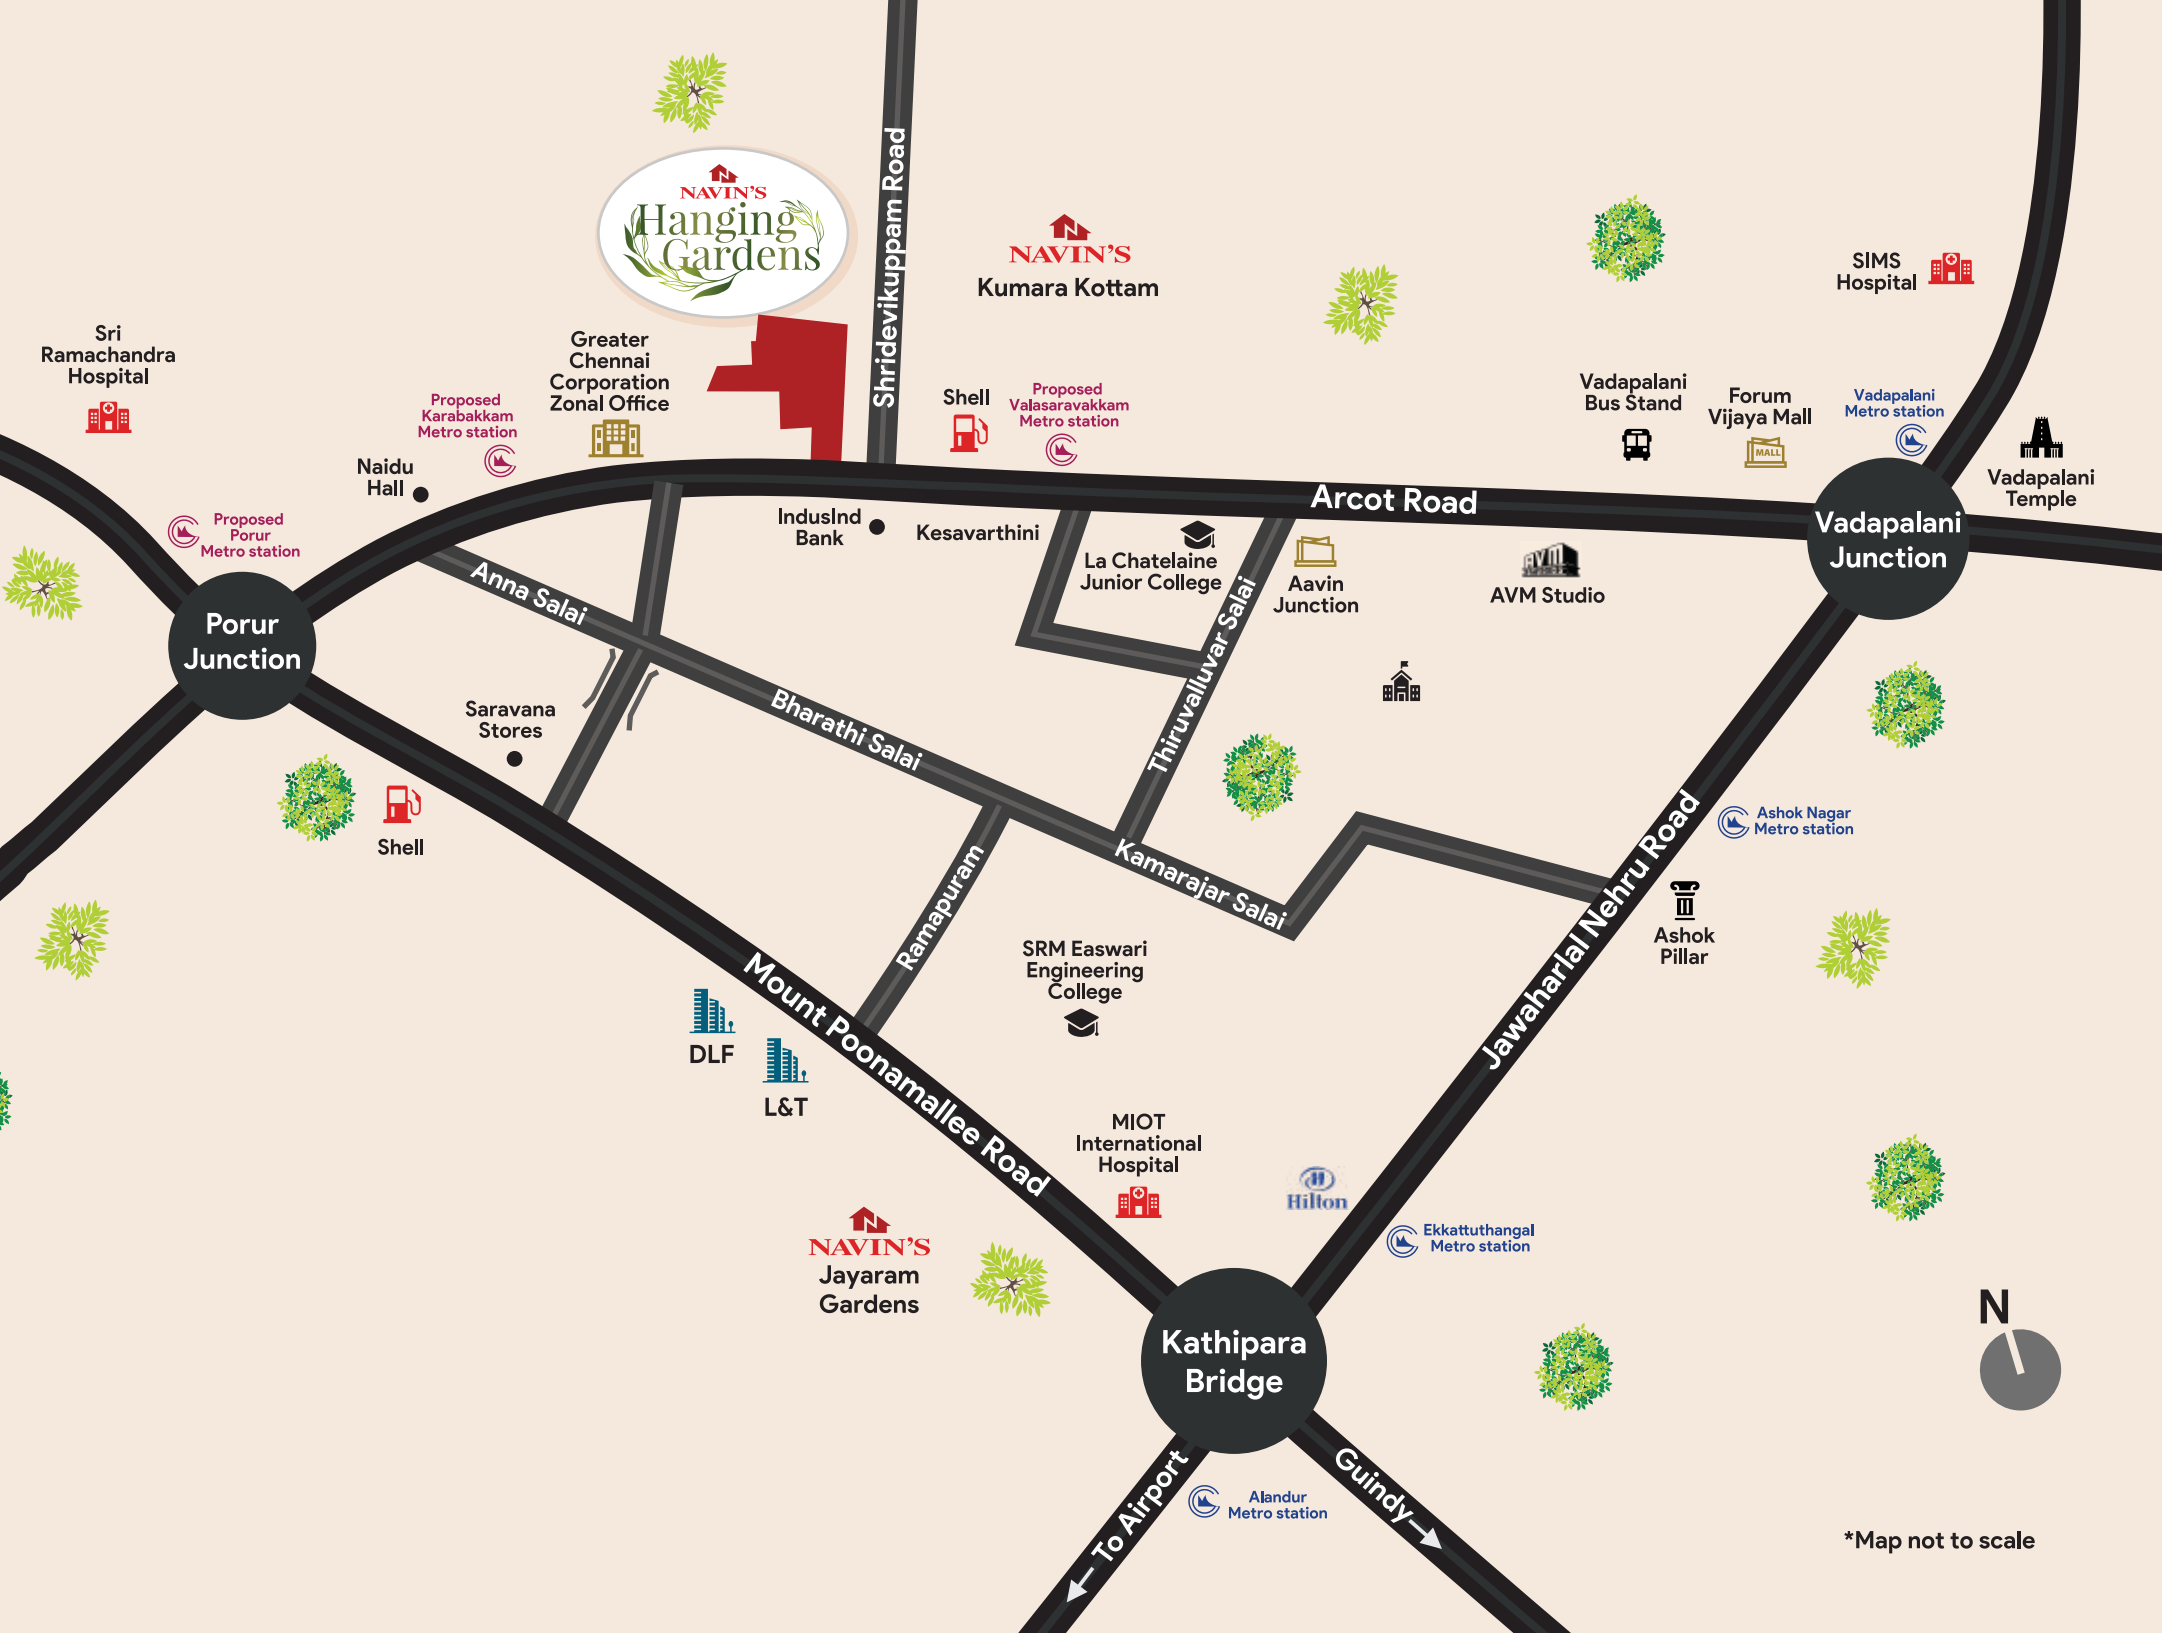 NAVIN'S
Hanging
Gardens
Shridevikuppam Road
NAVIN'S
Kumara Kottam
SIMS
Hospital
Sri
Ramachandra
Hospital
Greater
Chennai
Corporation
Zonal Office
Proposed
Karabakkam
Metro station
Naidu
Hall
Shell
Proposed
Valasaravakkam
Metro station
Vadapalani
Bus Stand
Forum
Vijaya Mall
MALL
Vadapalani
Metro station
Vadapalani
Temple
Arcot Road
Vadapalani
Junction
Proposed
Porur
Metro station
IndusInd
Bank
Kesavarthini
La Chatelaine
Junior College
Aavin
Junction
AVM
AVM Studio
Porur
Junction
Anna Salai
Thiruvalluvar Salai
Saravana
Stores
Bharathi Salai
Shell
Ashok Nagar
Metro station
Kamarajar Salai
Ramapuram
Jawaharlal Nehru Road
Ashok
Pillar
SRM Easwari
Engineering
College
Mount Poonamallee Road
DLF
L&T
MIOT
International
Hospital
Hilton
Ekkattuthangal
Metro station
NAVIN'S
Jayaram
Gardens
N
Kathipara
Bridge
To Airport
Guindy
Alandur
Metro station
*Map not to scale